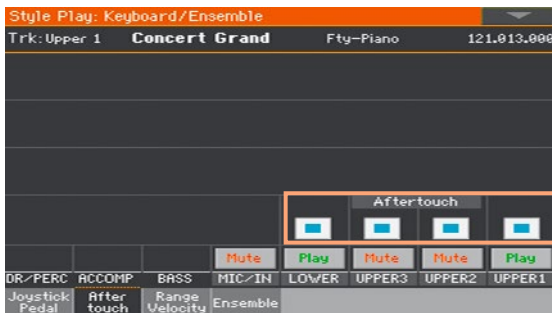 Style Play: Keyboard/Ensemble
Trk:Upper 1 Concert Grand Fty-Piano 121.013.000
Aftertouch
Mute Play Mute Mute Play
DR/PERC ACCOMP BASS MIC/IN LOWER UPPER3 UPPER2 UPPER1
Joystick After Range Ensemble
Pedal touch Velocity